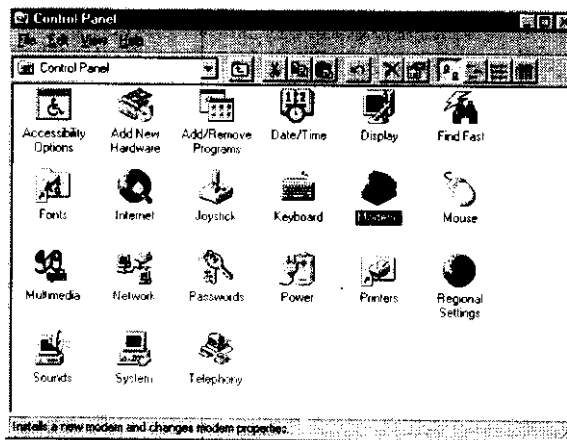 Control Panel
File Edit View Help
Control Panel
Accessibility Options
Add New Hardware
Add/Remove Programs
Date/Time
Display
Find Fast
Fonts
Internet
Joystick
Keyboard
Modems
Mouse
Multimedia
Network
Passwords
Power
Printers
Regional Settings
Sounds
System
Telephony
Installs a new modem and changes modem properties.